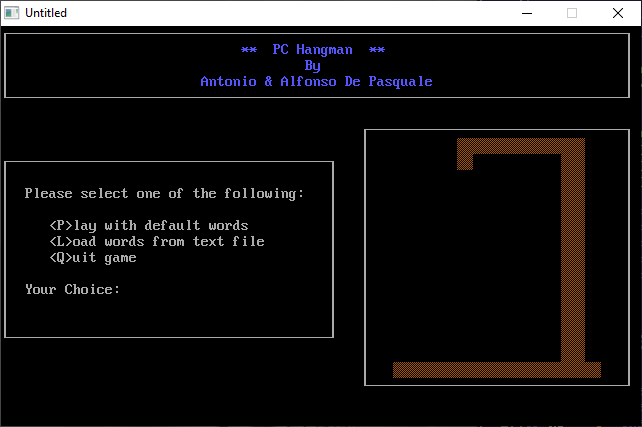 Untitled
** PC Hangman **
By
Antonio & Alfonso De Pasquale
Please select one of the following:
<P>lay with default words
<L>oad words from text file
<Q>uit game
Your Choice: